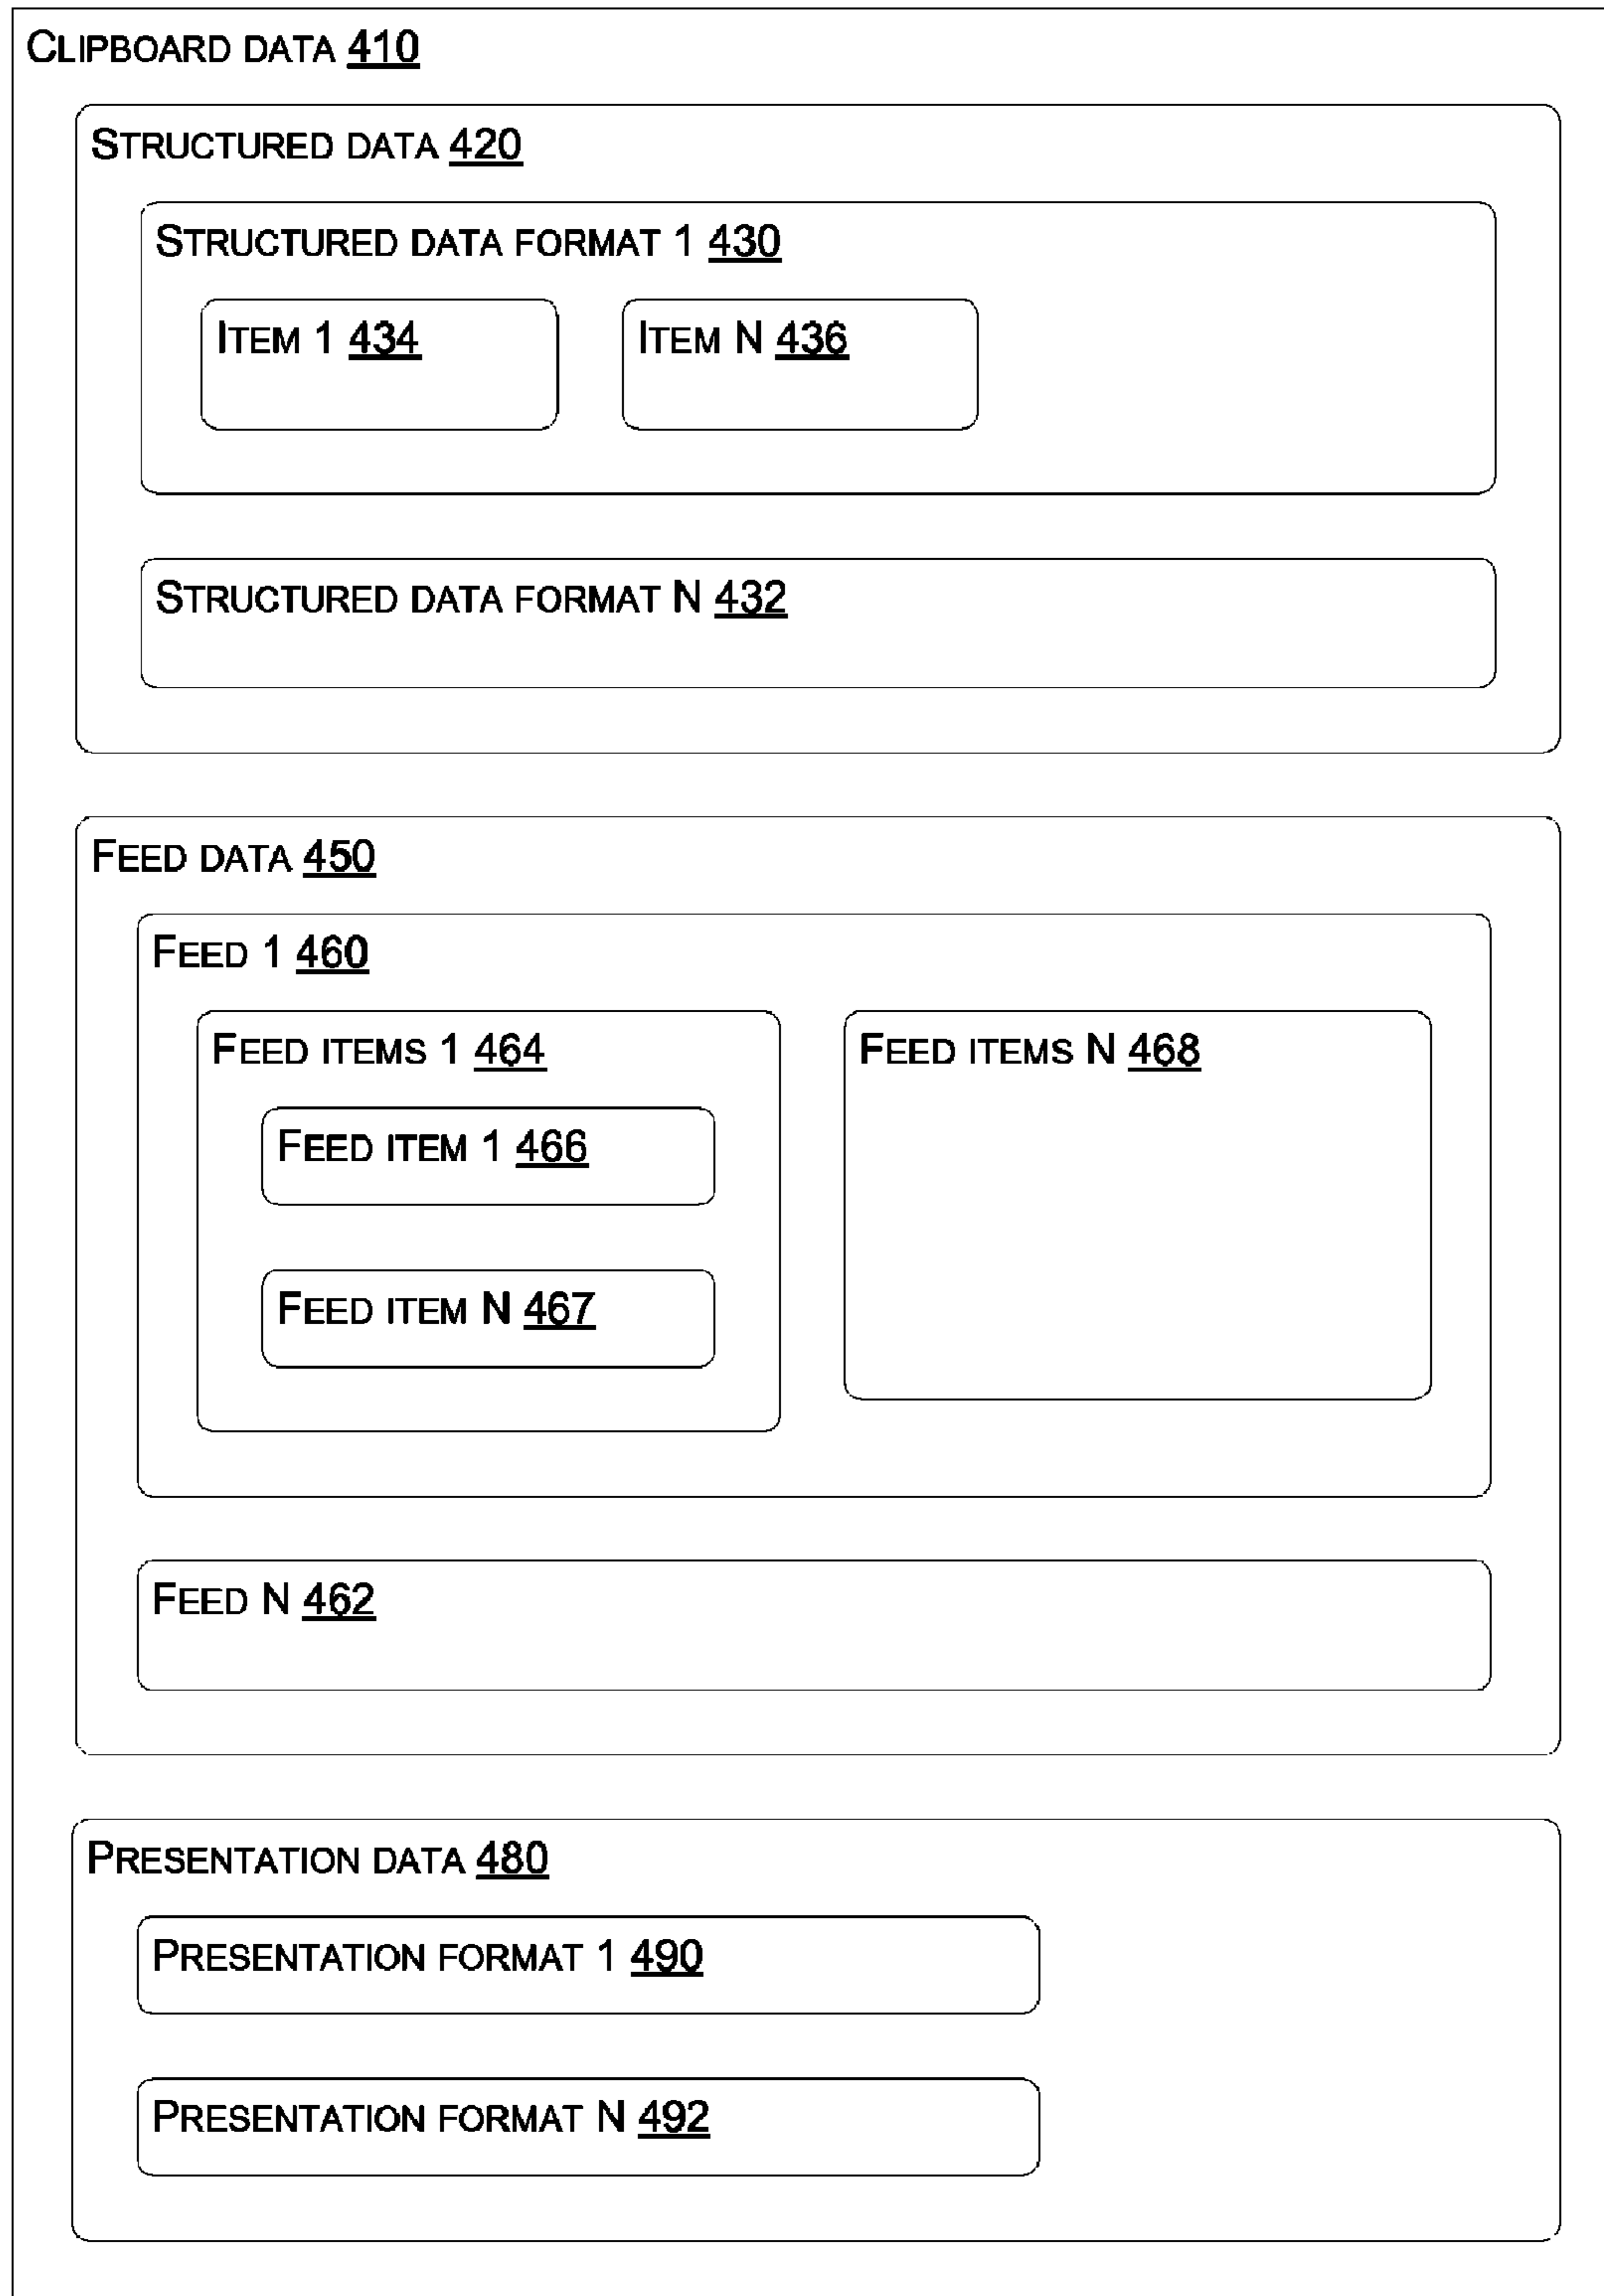 CLIPBOARD DATA 410
STRUCTURED DATA 420
STRUCTURED DATA FORMAT 1 430
ITEM 1 434
ITEM N 436
STRUCTURED DATA FORMAT N 432
FEED DATA 450
FEED 1 460
FEED ITEMS 1 464
FEED ITEMS N 468
FEED ITEM 1 466
FEED ITEM N 467
FEED N 462
PRESENTATION DATA 480
PRESENTATION FORMAT 1 490
PRESENTATION FORMAT N 492